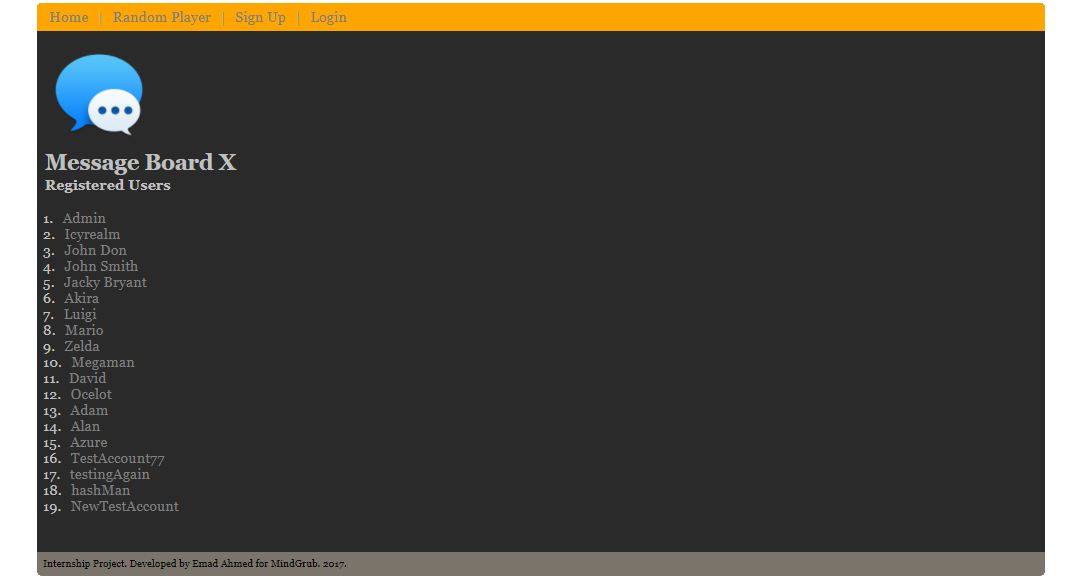 Home | Random Player | Sign Up | Login
Message Board X
Registered Users
1. Admin
2. Icyrealm
3. John Don
4. John Smith
5. Jacky Bryant
6. Akira
7. Luigi
8. Mario
9. Zelda
10. Megaman
11. David
12. Ocelot
13. Adam
14. Alan
15. Azure
16. TestAccount77
17. testingAgain
18. hashMan
19. NewTestAccount
Internship Project. Developed by Emad Ahmed for MindGrub. 2017.